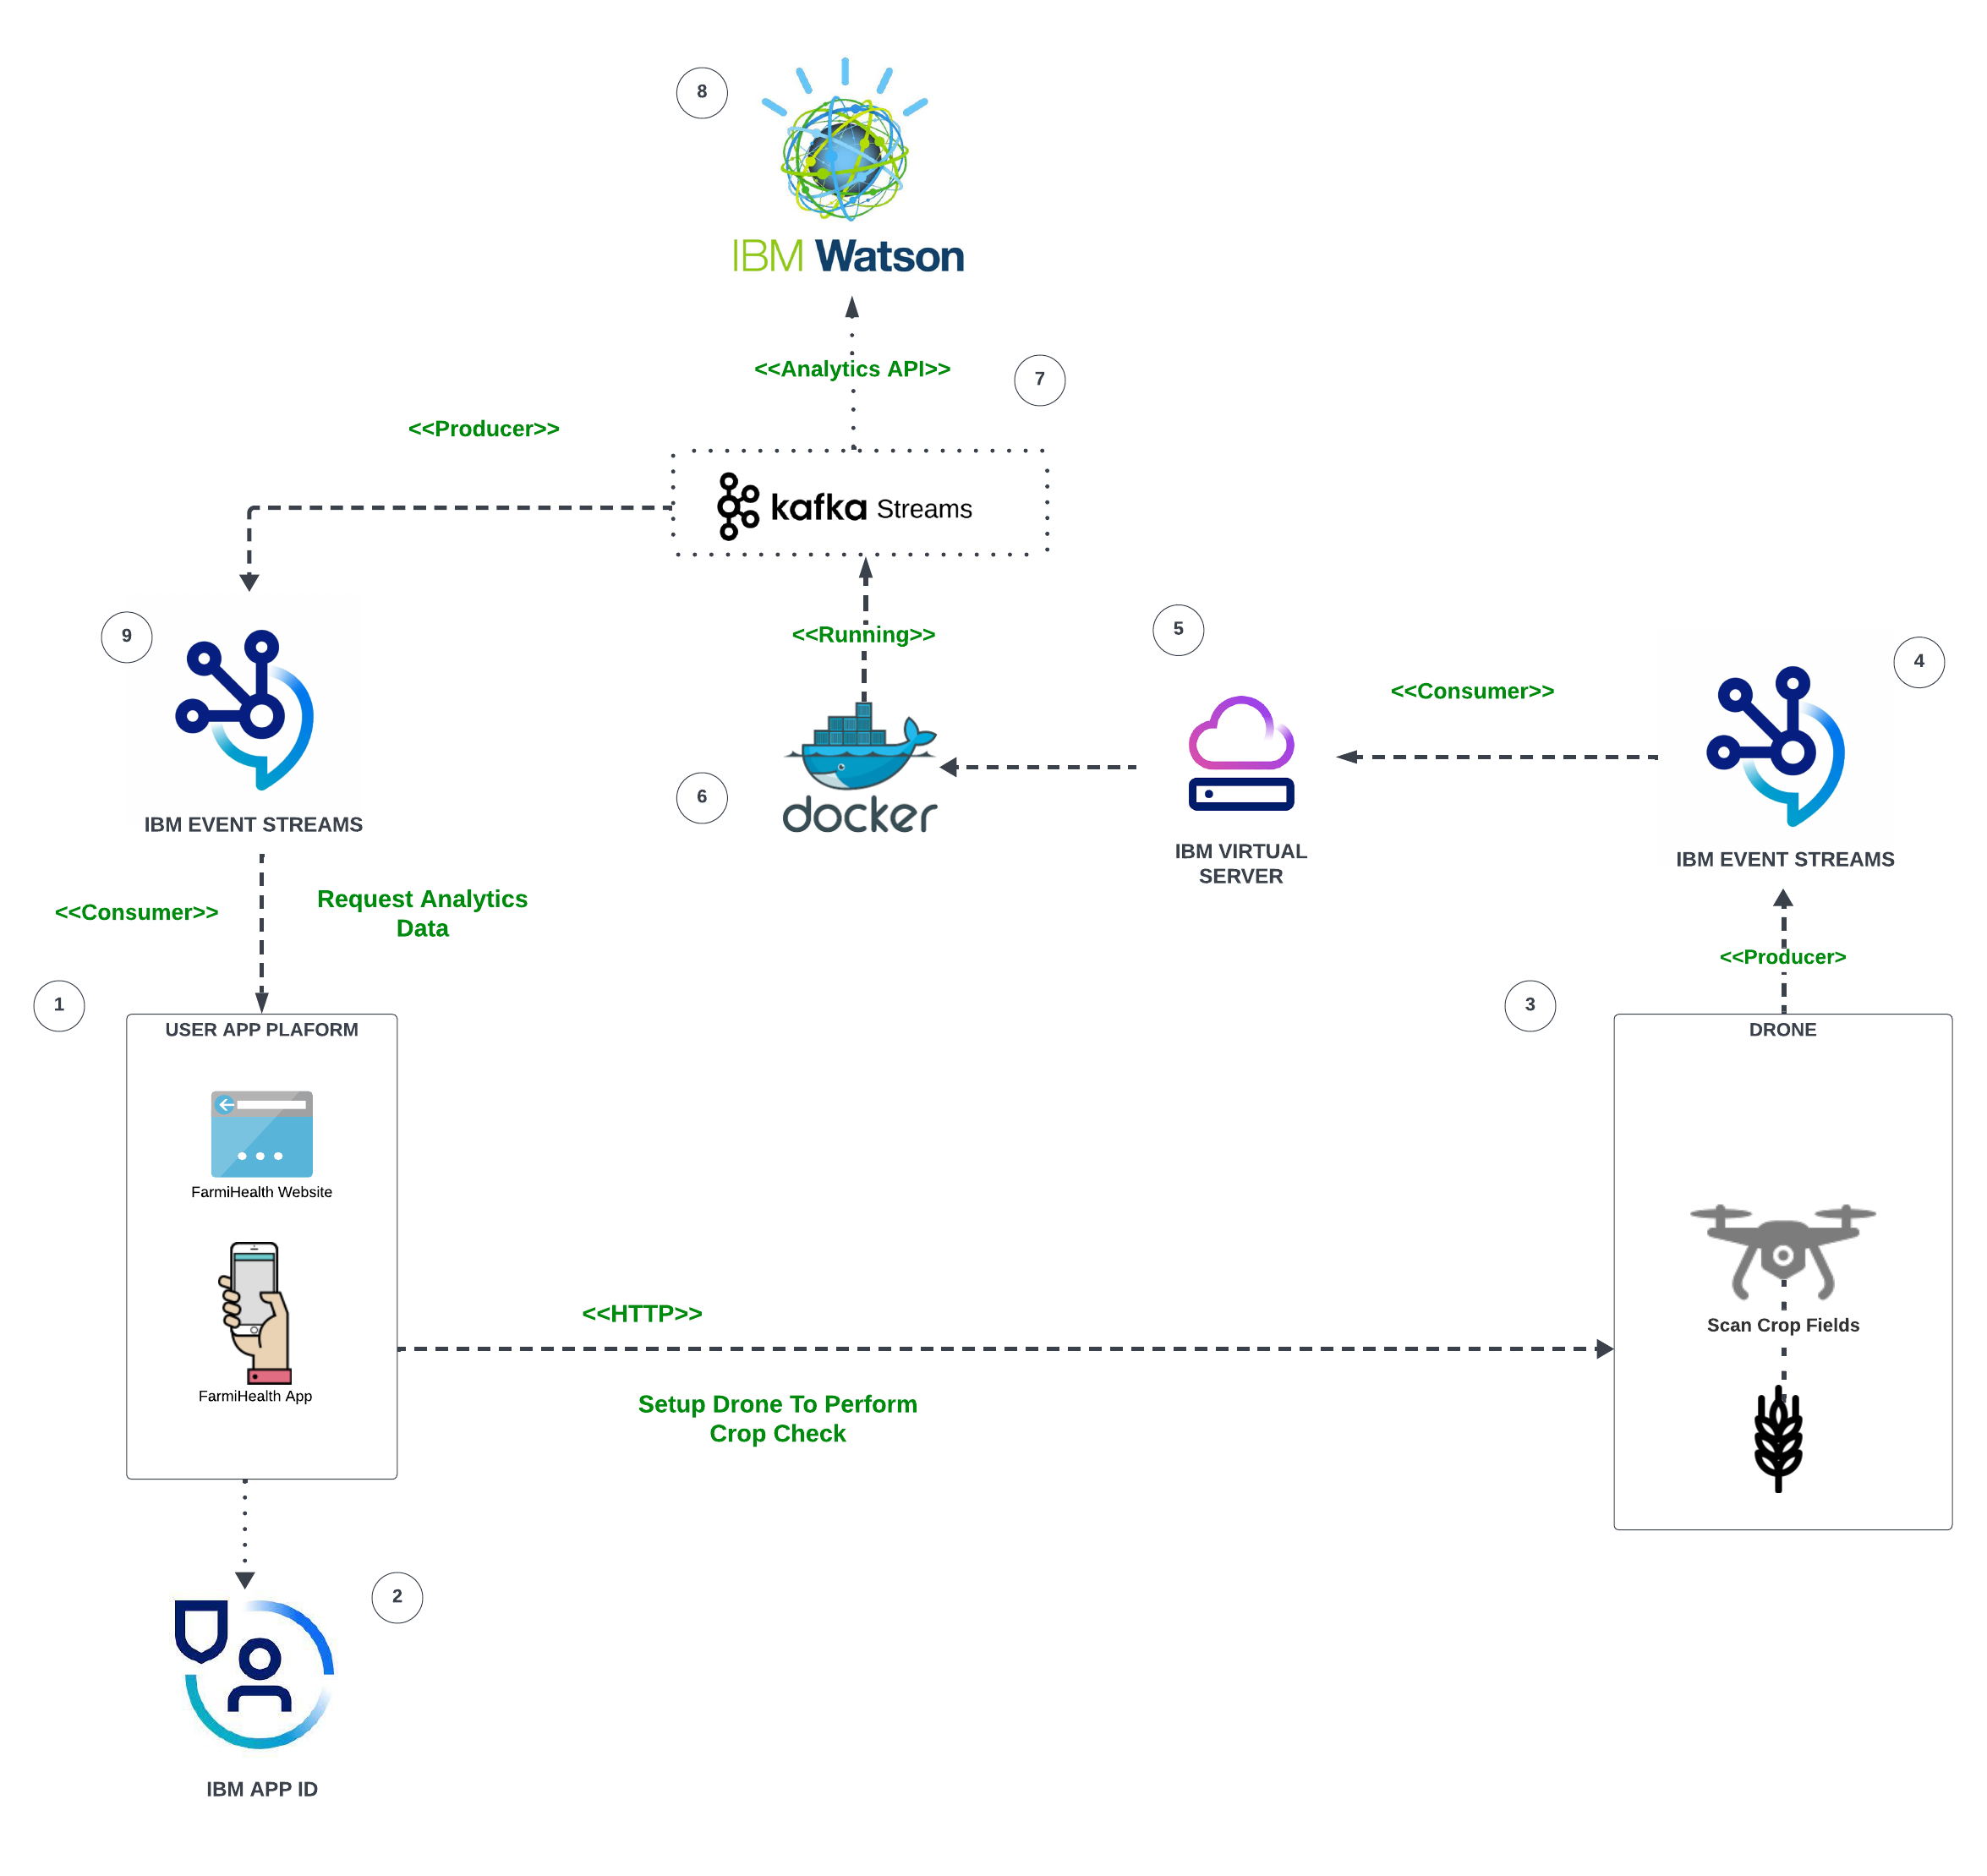 8
IBM Watson
<<Analytics API>>
7
<<Producer>>
kafka Streams
9
<<Running>>
5
4
<<Consumer>>
6
docker
IBM EVENT STREAMS
IBM VIRTUAL
SERVER
IBM EVENT STREAMS
<<Consumer>>
Request Analytics
Data
<<Producer>
1
3
USER APP PLAFORM
DRONE
FarmiHealth Website
<<HTTP>>
Scan Crop Fields
FarmiHealth App
Setup Drone To Perform
Crop Check
2
IBM APP ID